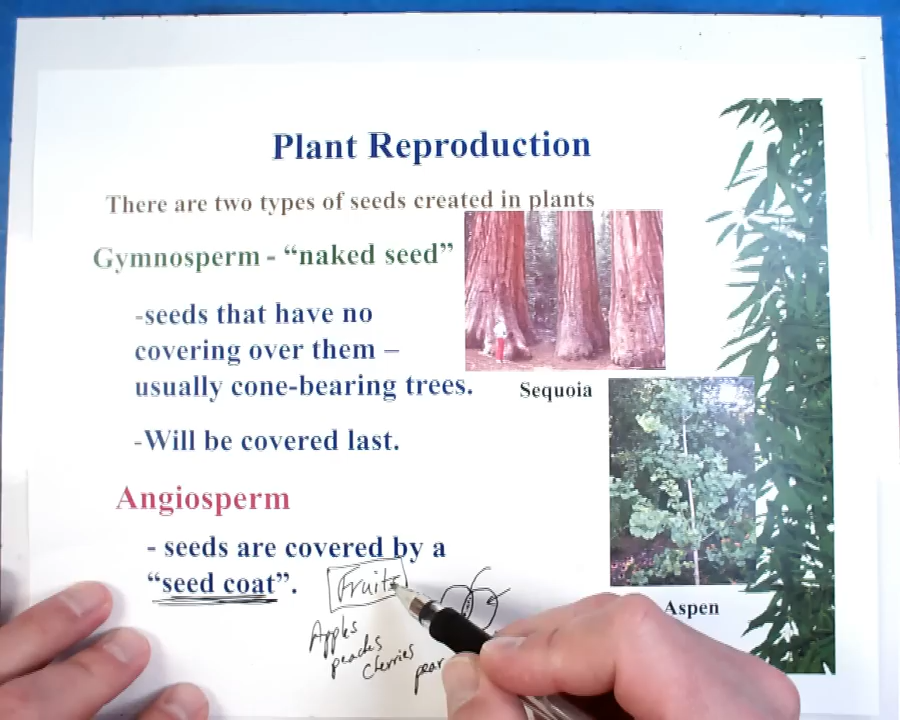 Plant Reproduction
There are two types of seeds created in plants
Gymnosperm - “naked seed”
-seeds that have no
covering over them –
usually cone-bearing trees.
Sequoia
-Will be covered last.
Angiosperm
- seeds are covered by a
“seed coat”.
Fruits
Aspen
Apples
peaches
cherries
pear